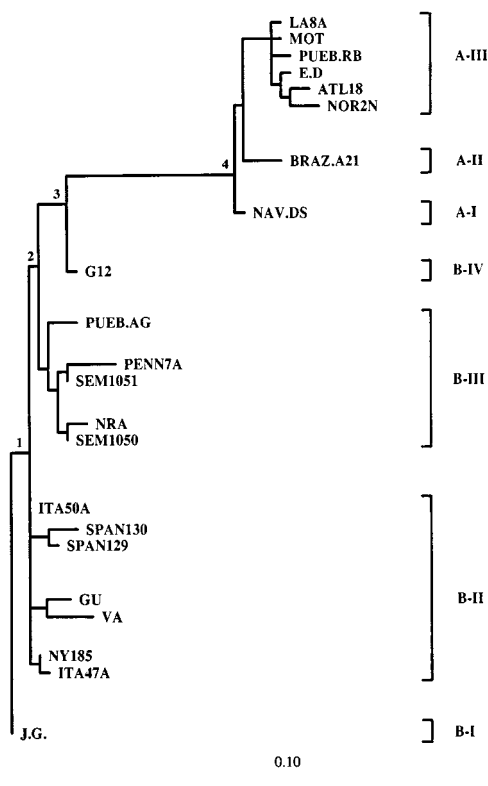 LA8A
MOT
PUEB.RB A-III
E.D
ATL18
NOR2N
4 BRAZ.A21 A-II
3 NAV.DS A-I
2 G12 B-IV
PUEB.AG
PENN7A
SEM1051 B-III
NRA
SEM1050
1
ITA50A
SPAN130
SPAN129
GU B-II
VA
NY185
ITA47A
J.G. B-I
0.10